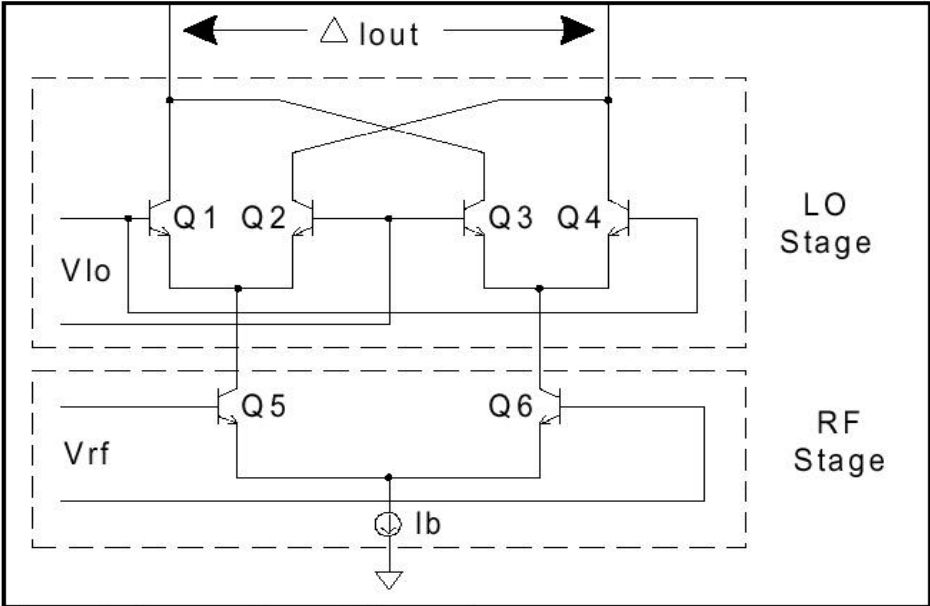 △ Iout
Q1 Q2 Q3 Q4
LO
Stage
Vlo
Q5 Q6
RF
Stage
Vrf
Ib